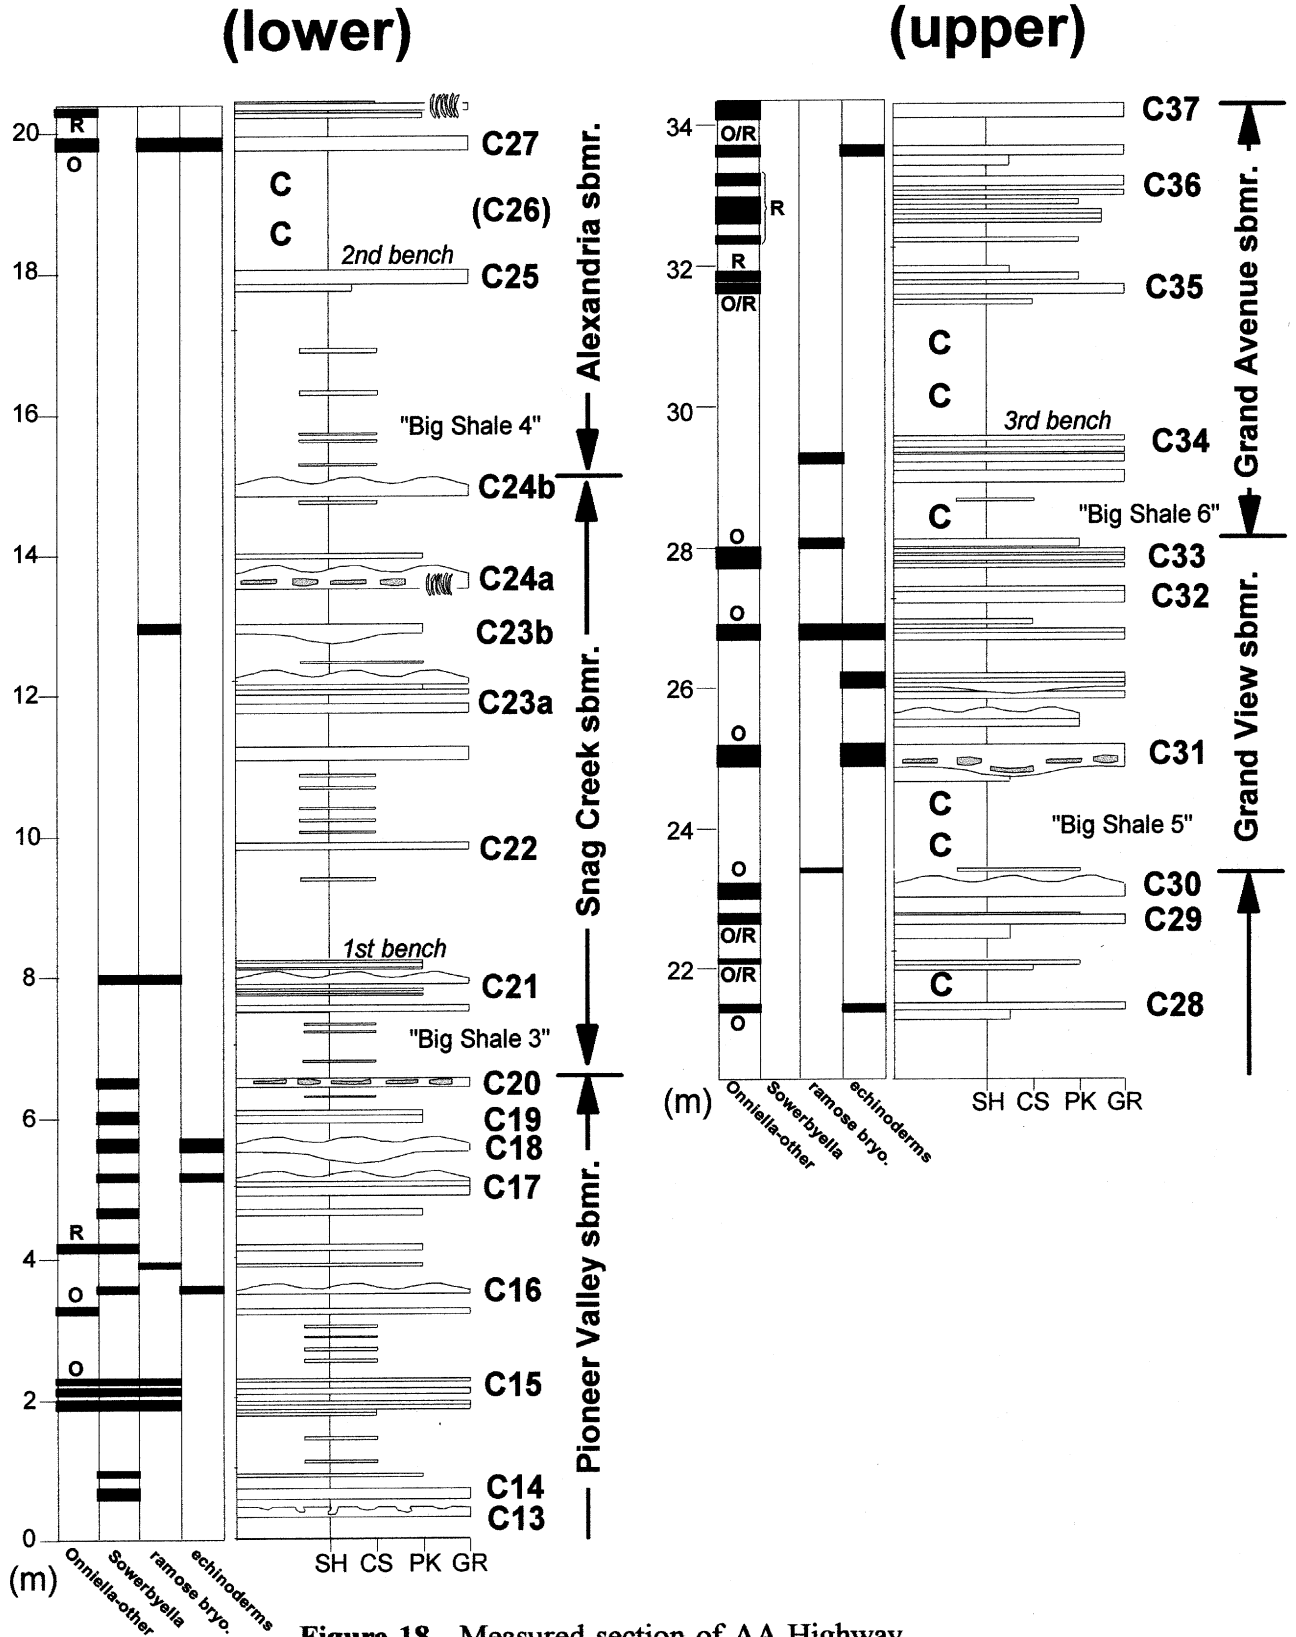 (lower)
20
R
O
C27
C
(C26)
C
2nd bench
18
C25
16
"Big Shale 4"
C24b
14
C24a
C23b
12
C23a
10
C22
1st bench
8
C21
"Big Shale 3"
C20
6
C19
C18
C17
R
4
O
C16
O
2
C15
C14
C13
0
(m)
SH CS PK GR
Onniella-other
Sowerbyella
ramose bryo.
echinoderms
Alexandria sbmr.
Snag Creek sbmr.
Pioneer Valley sbmr.
(upper)
C37
34
O/R
C36
R
R
32
C35
O/R
C
C
30
3rd bench
C34
C
"Big Shale 6"
O
28
C33
C32
O
26
O
C31
C
24
"Big Shale 5"
C
O
C30
C29
O/R
22
O/R
C
C28
O
(m)
SH CS PK GR
Onniella-other
Sowerbyella
ramose bryo.
echinoderms
Grand Avenue sbmr.
Grand View sbmr.
Figure 18. Measured section of AA Highway